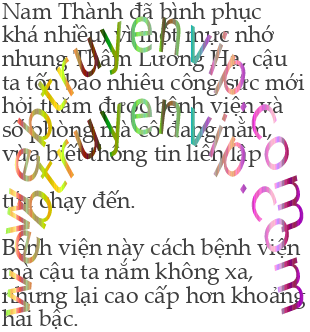 Nam Thành đã bình phục
khá nhiều, vì một mực nhớ
nhung Thẩm Lương Hạ, cậu
ta tốn bao nhiêu công sức mới
hỏi thăm được bệnh viện và
số phòng mà cô đang nằm,
vừa biết thông tin liền lập
tức chạy đến.
Bệnh viện này cách bệnh viện
mà cậu ta nằm không xa,
nhưng lại cao cấp hơn khoảng
hai bậc.